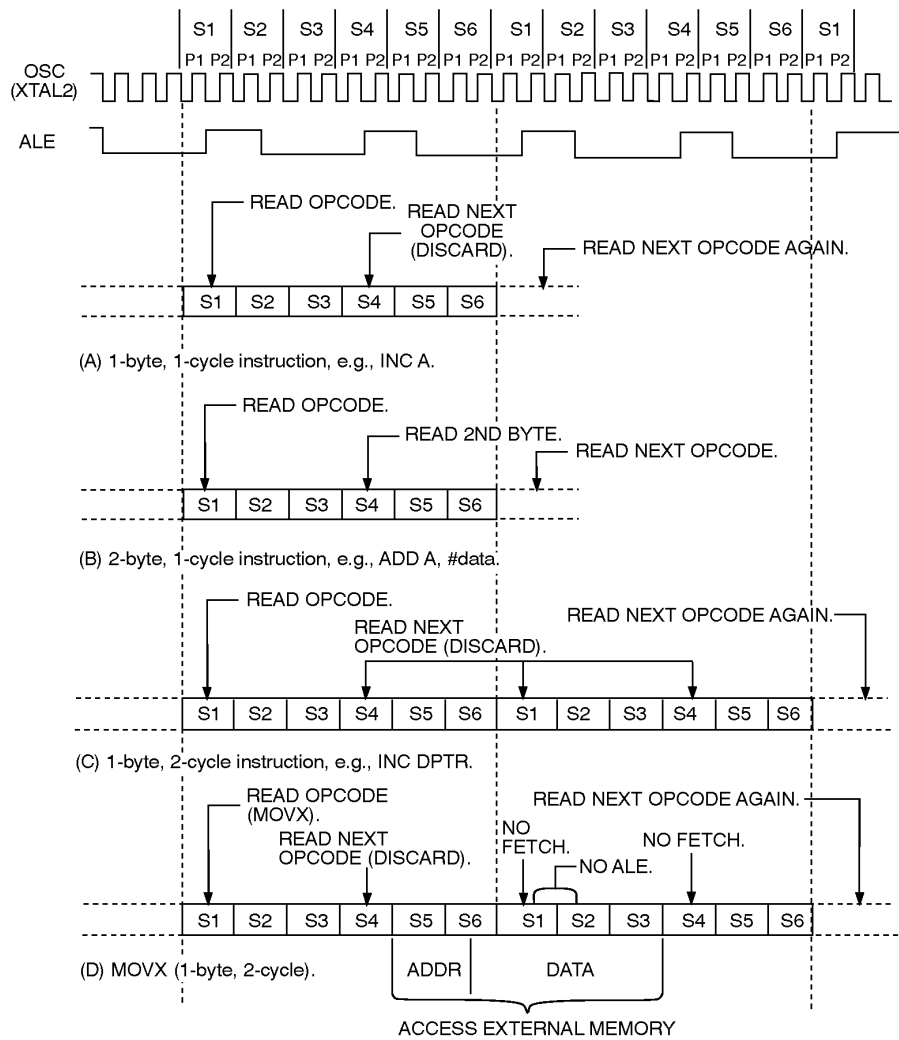 S1 S2 S3 S4 S5 S6 S1 S2 S3 S4 S5 S6 S1
P1 P2 P1 P2 P1 P2 P1 P2 P1 P2 P1 P2 P1 P2 P1 P2 P1 P2 P1 P2 P1 P2 P1 P2 P1 P2
OSC
(XTAL2)
ALE
READ OPCODE.
READ NEXT
OPCODE
(DISCARD).
READ NEXT OPCODE AGAIN.
S1 S2 S3 S4 S5 S6
(A) 1-byte, 1-cycle instruction, e.g., INC A.
READ OPCODE.
READ 2ND BYTE.
READ NEXT OPCODE.
S1 S2 S3 S4 S5 S6
(B) 2-byte, 1-cycle instruction, e.g., ADD A, #data.
READ OPCODE.
READ NEXT
OPCODE (DISCARD).
READ NEXT OPCODE AGAIN.
S1 S2 S3 S4 S5 S6 S1 S2 S3 S4 S5 S6
(C) 1-byte, 2-cycle instruction, e.g., INC DPTR.
READ OPCODE
(MOVX).
READ NEXT
OPCODE (DISCARD).
NO
FETCH.
NO ALE.
NO FETCH.
READ NEXT OPCODE AGAIN.
S1 S2 S3 S4 S5 S6 S1 S2 S3 S4 S5 S6
(D) MOVX (1-byte, 2-cycle).
ADDR
DATA
ACCESS EXTERNAL MEMORY